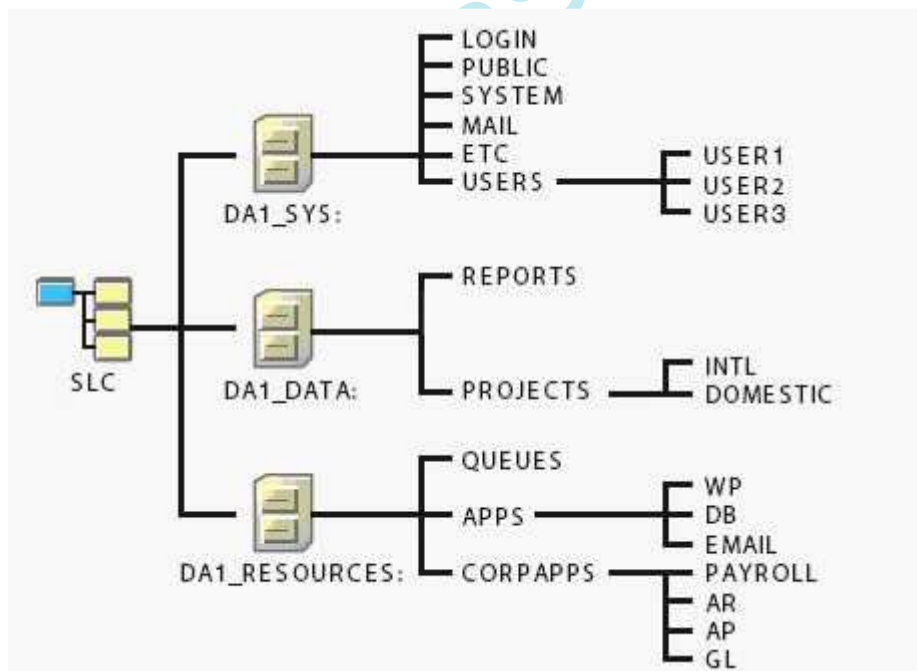 LOGIN
PUBLIC
SYSTEM
MAIL
ETC
USERS
USER1
USER2
USER3
DA1_SYS:
REPORTS
PROJECTS
INTL
DOMESTIC
DA1_DATA:
SLC
QUEUES
APPS
WP
DB
EMAIL
CORPAPPS
PAYROLL
AR
AP
GL
DA1_RESOURCES: